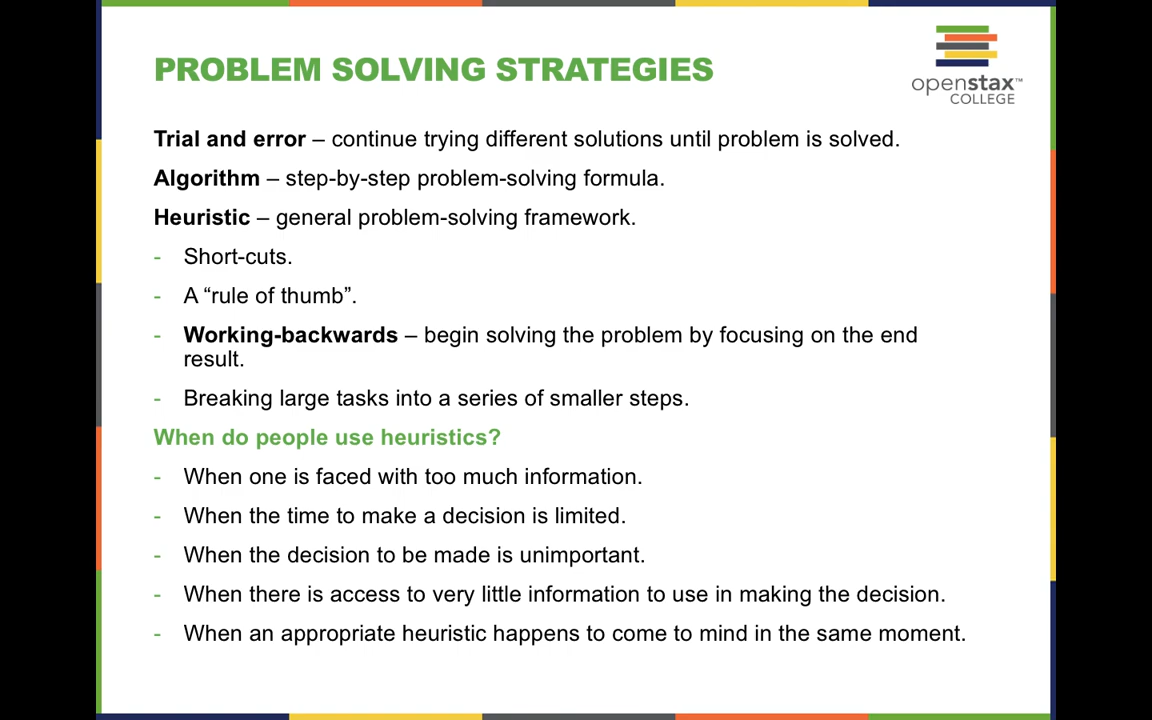 PROBLEM SOLVING STRATEGIES
openstax™
COLLEGE
Trial and error – continue trying different solutions until problem is solved.
Algorithm – step-by-step problem-solving formula.
Heuristic – general problem-solving framework.
- Short-cuts.
- A “rule of thumb”.
- Working-backwards – begin solving the problem by focusing on the end
result.
- Breaking large tasks into a series of smaller steps.
When do people use heuristics?
- When one is faced with too much information.
- When the time to make a decision is limited.
- When the decision to be made is unimportant.
- When there is access to very little information to use in making the decision.
- When an appropriate heuristic happens to come to mind in the same moment.